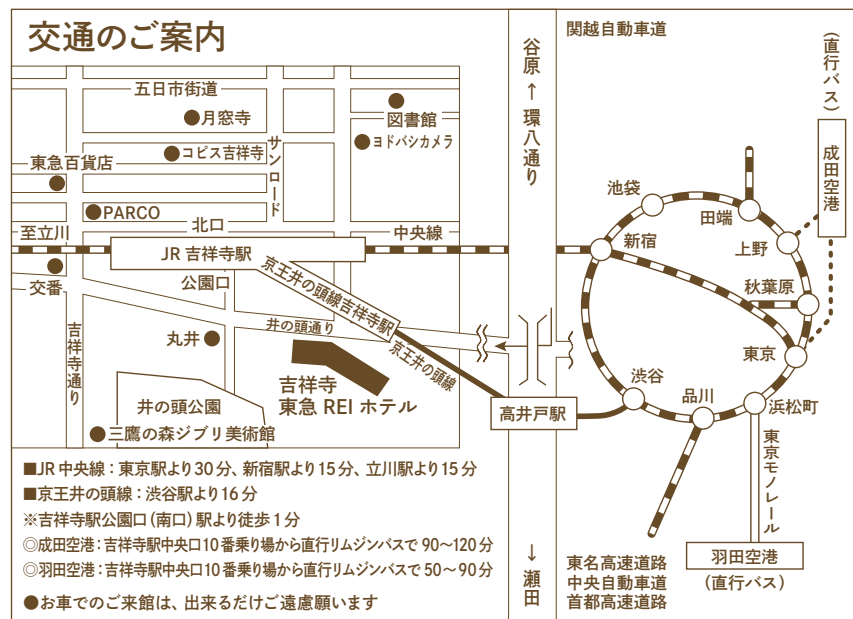 交通のご案内
関越自動車道
谷原 ← 環八通り
(直行バス)
成田空港
五日市街道
月窓寺
図書館
コピス吉祥寺
ヨドバシカメラ
サンロード
東急百貨店
PARCO
北口
中央線
至立川
JR 吉祥寺駅
池袋
田端
新宿
上野
秋葉原
東京
交番
公園口
京王井の頭線吉祥寺駅
井の頭通り
京王井の頭線
丸井
吉祥寺通り
吉祥寺
東急 REI ホテル
渋谷
品川
浜松町
高井戸駅
井の頭公園
三鷹の森ジブリ美術館
東京モノレール
■JR 中央線：東京駅より30分、新宿駅より15分、立川駅より15分
■京王井の頭線：渋谷駅より16分
※吉祥寺駅公園口(南口)駅より徒歩1分
◎成田空港：吉祥寺駅中央口10番乗り場から直行リムジンバスで90〜120分
◎羽田空港：吉祥寺駅中央口10番乗り場から直行リムジンバスで50〜90分
●お車でのご来館は、出来るだけご遠慮願います
→ 瀬田
羽田空港
(直行バス)
東名高速道路
中央自動車道
首都高速道路